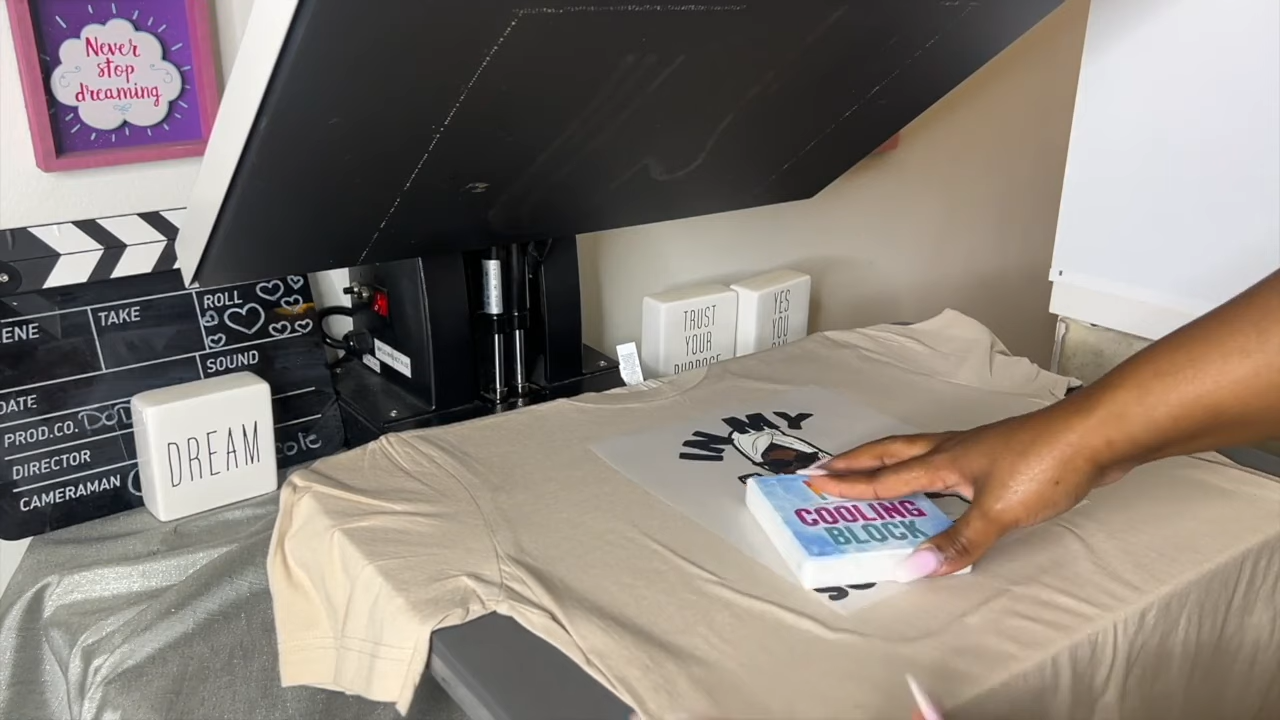 Never
stop
dreaming
TAKE
ROLL
SOUND
DATE
PROD.CO.
DIRECTOR
CAMERAMAN
DREAM
TRUST
YOUR
YES
YOU
IN MY
COOLING
BLOCK